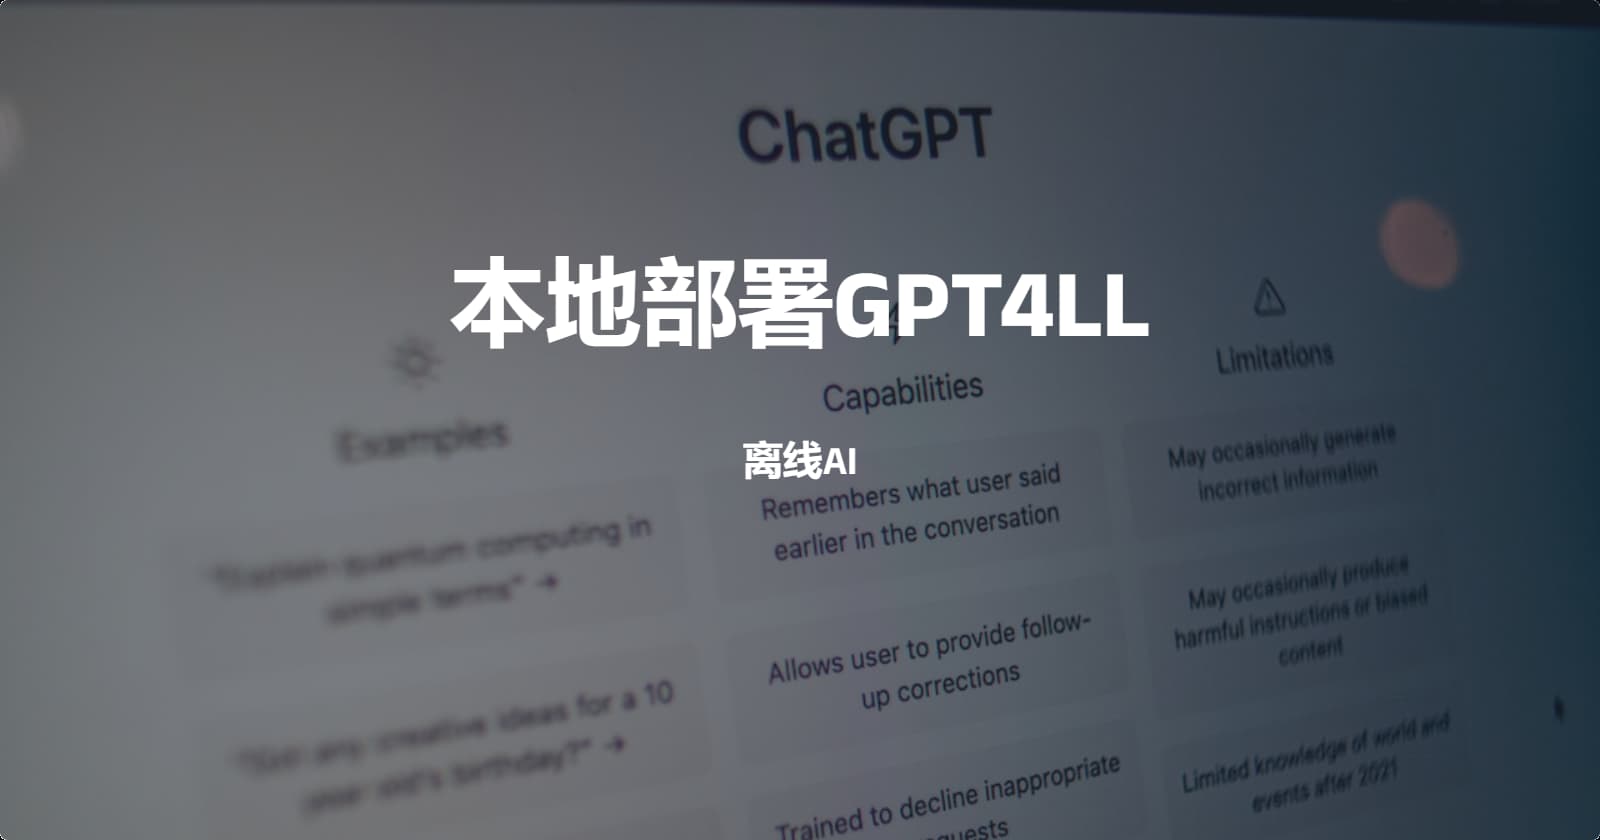 ChatGPT
本地部署GPT4LL
离线AI
Examples
"Explain quantum computing in
simple terms" →
"Got any creative ideas for a 10
year old's birthday?" →
Capabilities
Remembers what user said
earlier in the conversation
Allows user to provide follow-
up corrections
Trained to decline inappropriate
Limitations
May occasionally generate
incorrect information
May occasionally produce
harmful instructions or biased
content
Limited knowledge of world and
events after 2021